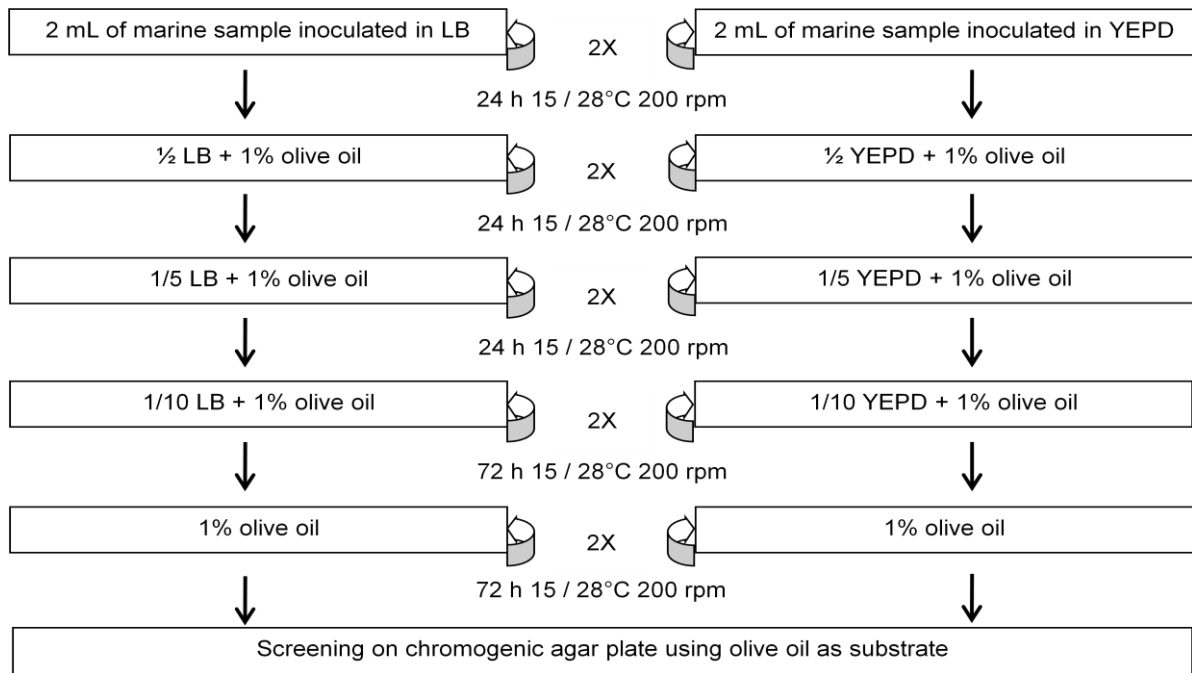 2 mL of marine sample inoculated in LB
2X
2 mL of marine sample inoculated in YEPD
24 h 15 / 28°C 200 rpm
½ LB + 1% olive oil
2X
½ YEPD + 1% olive oil
24 h 15 / 28°C 200 rpm
1/5 LB + 1% olive oil
2X
1/5 YEPD + 1% olive oil
24 h 15 / 28°C 200 rpm
1/10 LB + 1% olive oil
2X
1/10 YEPD + 1% olive oil
72 h 15 / 28°C 200 rpm
1% olive oil
2X
1% olive oil
72 h 15 / 28°C 200 rpm
Screening on chromogenic agar plate using olive oil as substrate